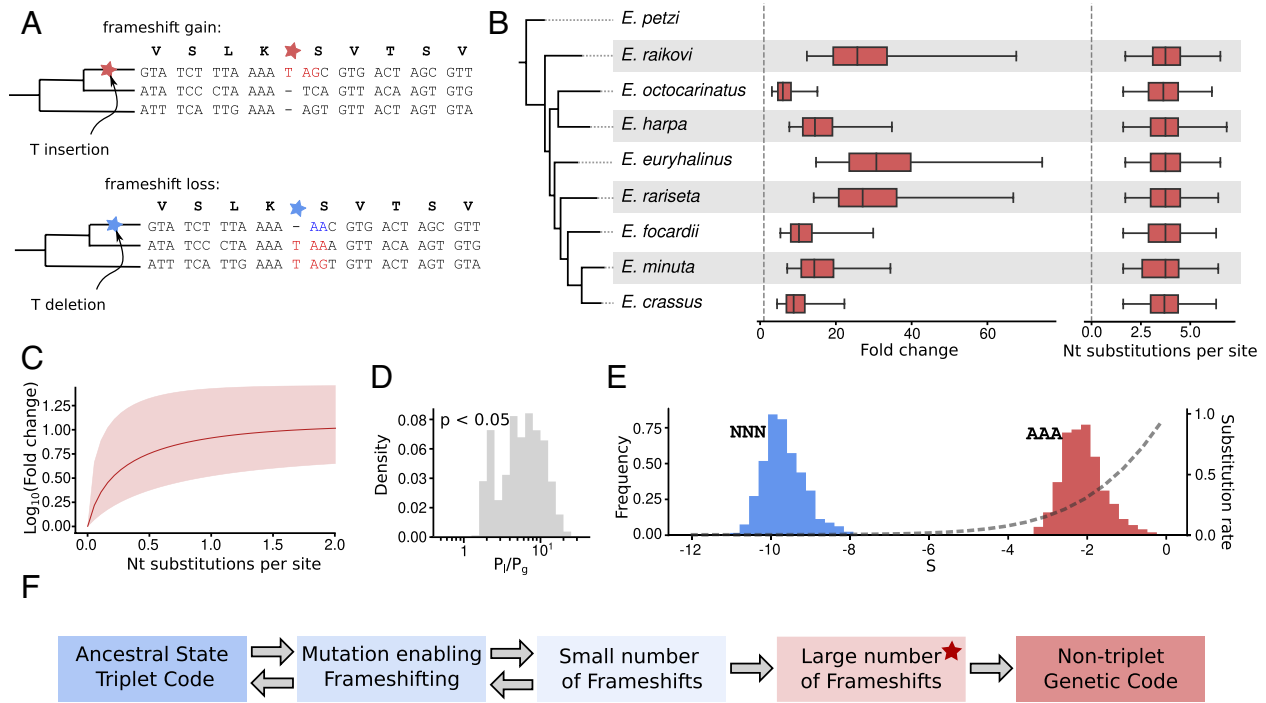 A
frameshift gain:
V S L K S V T S V
GTA TCT TTA AAA T AGC GTG ACT AGC GTT
ATA TCC CTA AAA - TCA GTT ACA AGT GTG
ATT TCA TTG AAA - AGT GTT ACT AGT GTA
T insertion
frameshift loss:
V S L K S V T S V
GTA TCT TTA AAA - AAC GTG ACT AGC GTT
ATA TCC CTA AAA T AAA GTT ACA AGT GTG
ATT TCA TTG AAA T AGT GTT ACT AGT GTA
T deletion
B
E. petzi
E. raikovi
E. octocarinatus
E. harpa
E. euryhalinus
E. rariseta
E. focardii
E. minuta
E. crassus
0 20 40 60
Fold change
0.0 2.5 5.0
Nt substitutions per site
C
Log10(Fold change)
1.25
1.00
0.75
0.50
0.25
0.00
0.0 0.5 1.0 1.5 2.0
Nt substitutions per site
D
p < 0.05
Density
0.08
0.06
0.03
0.02
0.00
1 10¹
Pl/Pg
E
NNN
AAA
Frequency
0.75
0.50
0.25
0.00
-12 -10 -8 -6 -4 -2 0
S
1.0
0.5
0.0
Substitution rate
F
Ancestral State
Triplet Code
Mutation enabling
Frameshifting
Small number
of Frameshifts
Large number
of Frameshifts
Non-triplet
Genetic Code